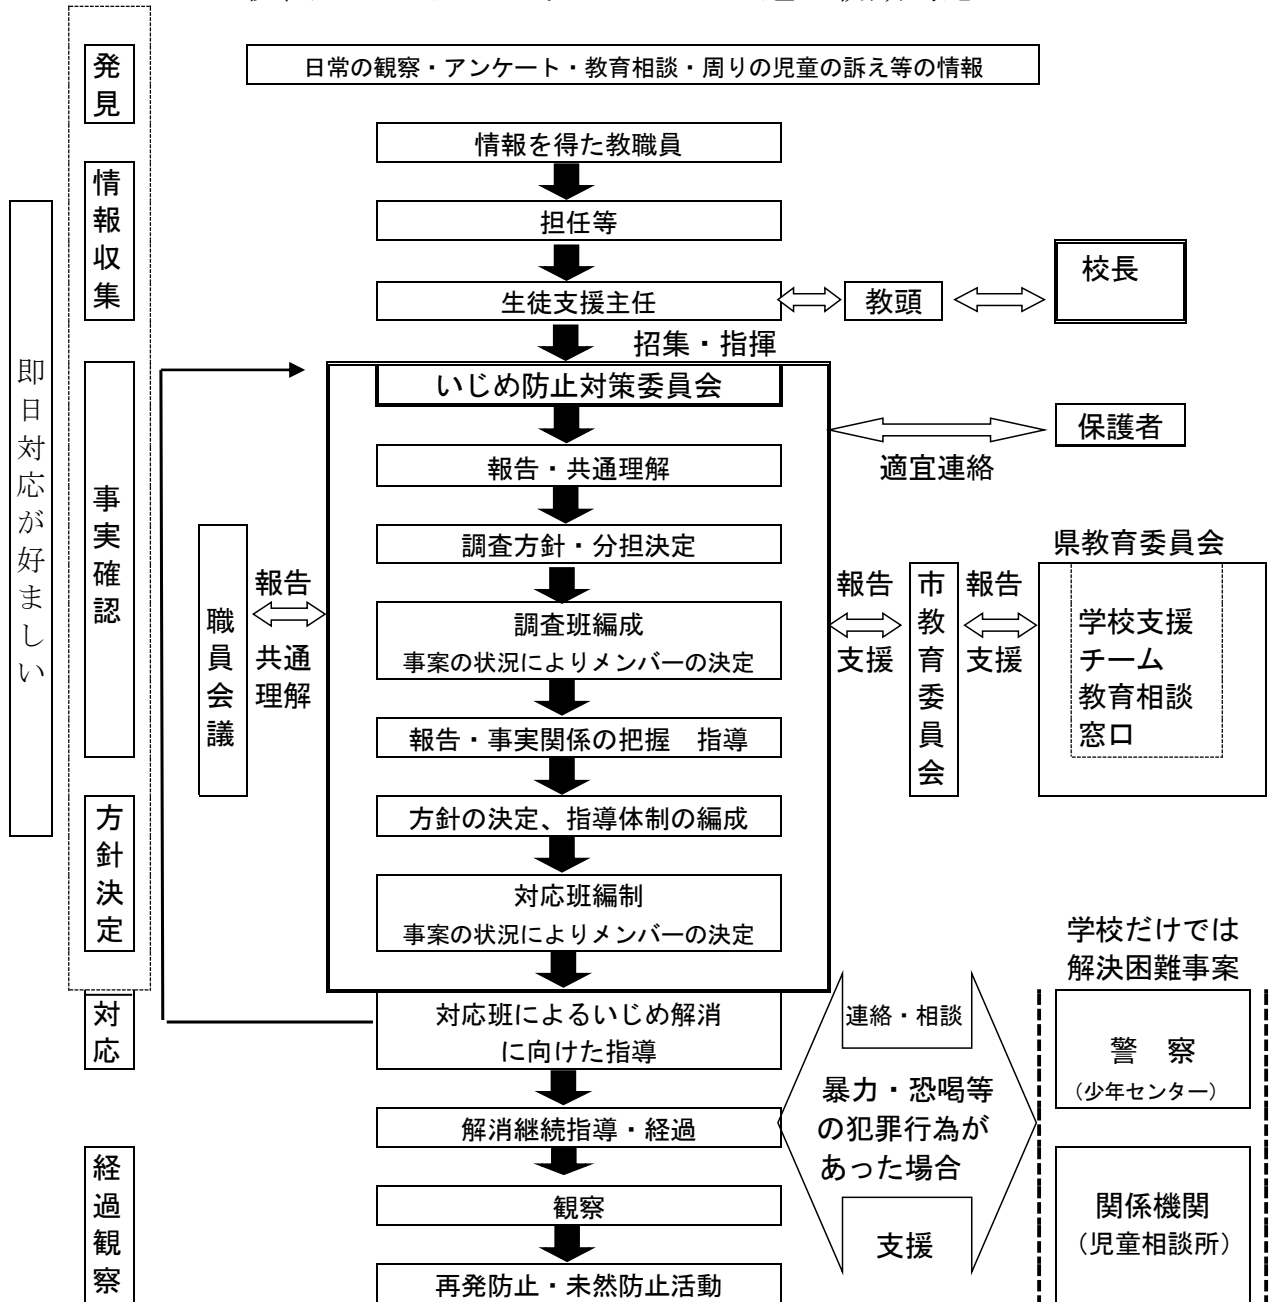 発見
日常の観察・アンケート・教育相談・周りの児童の訴え等の情報
情報を得た教職員
情報収集
担任等
生徒支援主任
教頭
校長
招集・指揮
即日対応が好ましい
事実確認
いじめ防止対策委員会
保護者
適宜連絡
報告・共通理解
調査方針・分担決定
職員会議
報告
共通
理解
調査班編成
事案の状況によりメンバーの決定
報告
支援
市教育委員会
報告
支援
県教育委員会
学校支援
チーム
教育相談
窓口
報告・事実関係の把握　指導
方針決定
方針の決定、指導体制の編成
対応班編制
事案の状況によりメンバーの決定
学校だけでは
解決困難事案
対応
対応班によるいじめ解消
に向けた指導
連絡・相談
暴力・恐喝等
の犯罪行為が
あった場合
支援
警　察
（少年センター）
解消継続指導・経過
経過観察
観察
関係機関
（児童相談所）
再発防止・未然防止活動